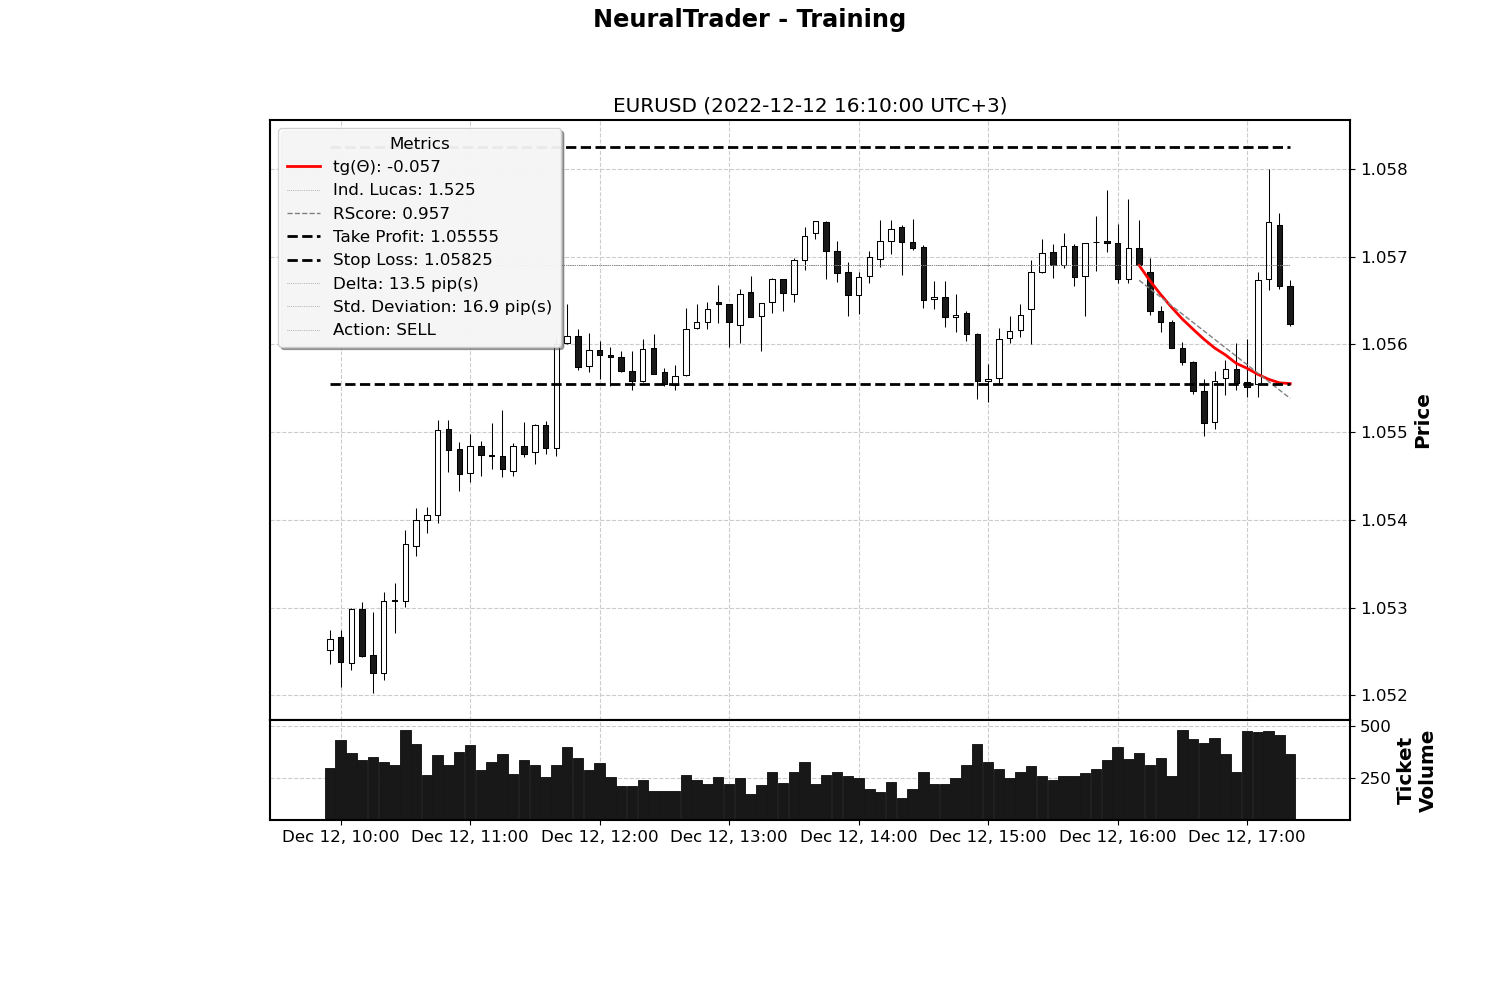 NeuralTrader - Training
EURUSD (2022-12-12 16:10:00 UTC+3)
Metrics
tg(Θ): -0.057
Ind. Lucas: 1.525
RScore: 0.957
Take Profit: 1.05555
Stop Loss: 1.05825
Delta: 13.5 pip(s)
Std. Deviation: 16.9 pip(s)
Action: SELL
1.058
1.057
1.056
1.055
1.054
1.053
1.052
Price
500
250
Ticket
Volume
Dec 12, 10:00 Dec 12, 11:00 Dec 12, 12:00 Dec 12, 13:00 Dec 12, 14:00 Dec 12, 15:00 Dec 12, 16:00 Dec 12, 17:00